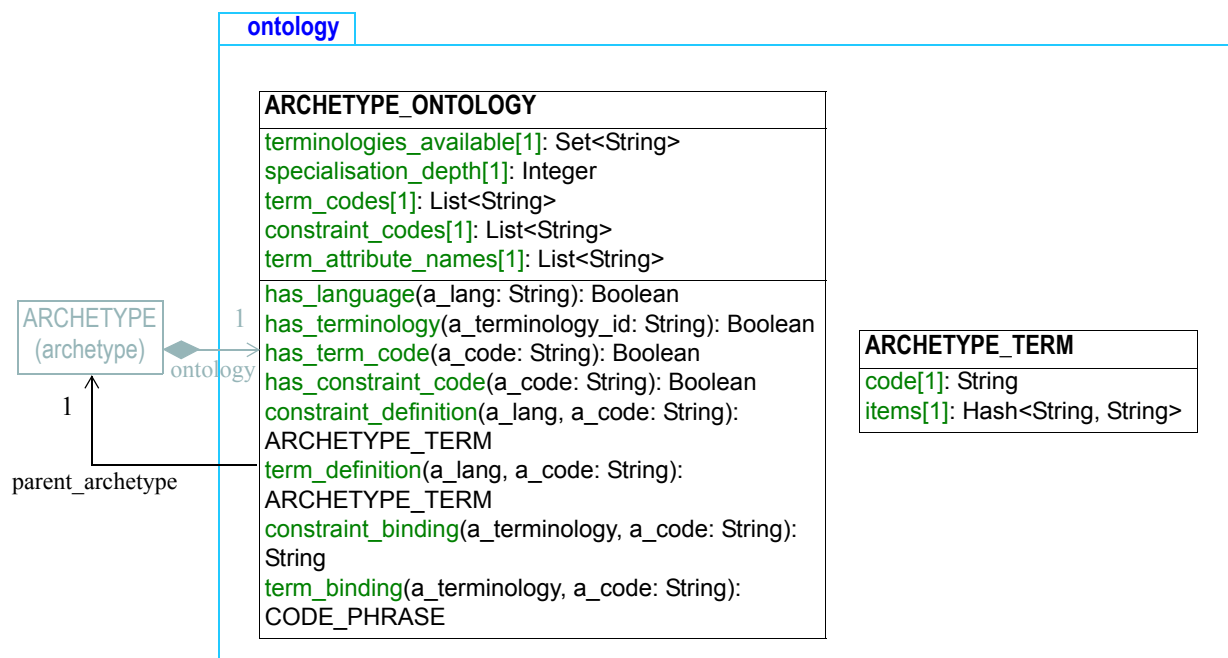 ontology
ARCHETYPE_ONTOLOGY
terminologies_available[1]: Set<String>
specialisation_depth[1]: Integer
term_codes[1]: List<String>
constraint_codes[1]: List<String>
term_attribute_names[1]: List<String>
has_language(a_lang: String): Boolean
has_terminology(a_terminology_id: String): Boolean
has_term_code(a_code: String): Boolean
has_constraint_code(a_code: String): Boolean
constraint_definition(a_lang, a_code: String):
ARCHETYPE_TERM
term_definition(a_lang, a_code: String):
ARCHETYPE_TERM
constraint_binding(a_terminology, a_code: String):
String
term_binding(a_terminology, a_code: String):
CODE_PHRASE
ARCHETYPE
(archetype)
1
ontology
1
parent_archetype
ARCHETYPE_TERM
code[1]: String
items[1]: Hash<String, String>